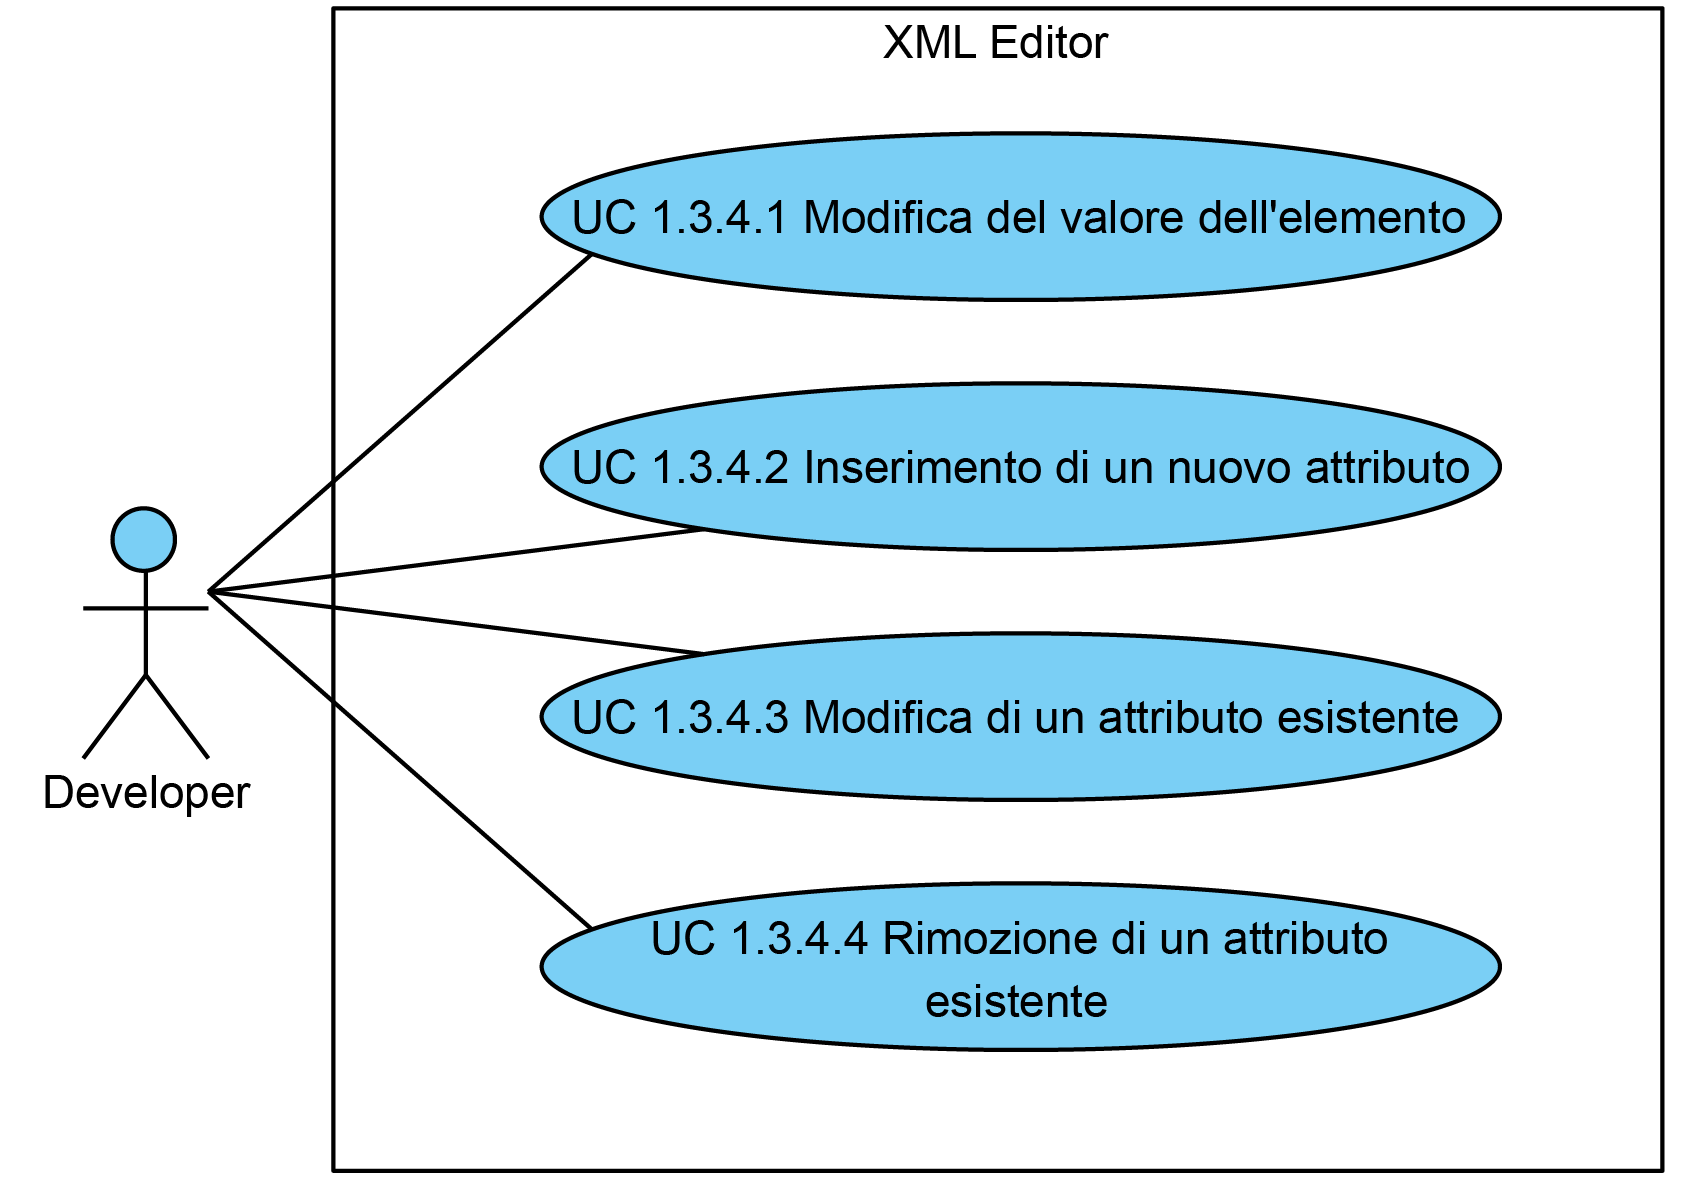 XML Editor
UC 1.3.4.1 Modifica del valore dell'elemento
UC 1.3.4.2 Inserimento di un nuovo attributo
UC 1.3.4.3 Modifica di un attributo esistente
Developer
UC 1.3.4.4 Rimozione di un attributo
esistente